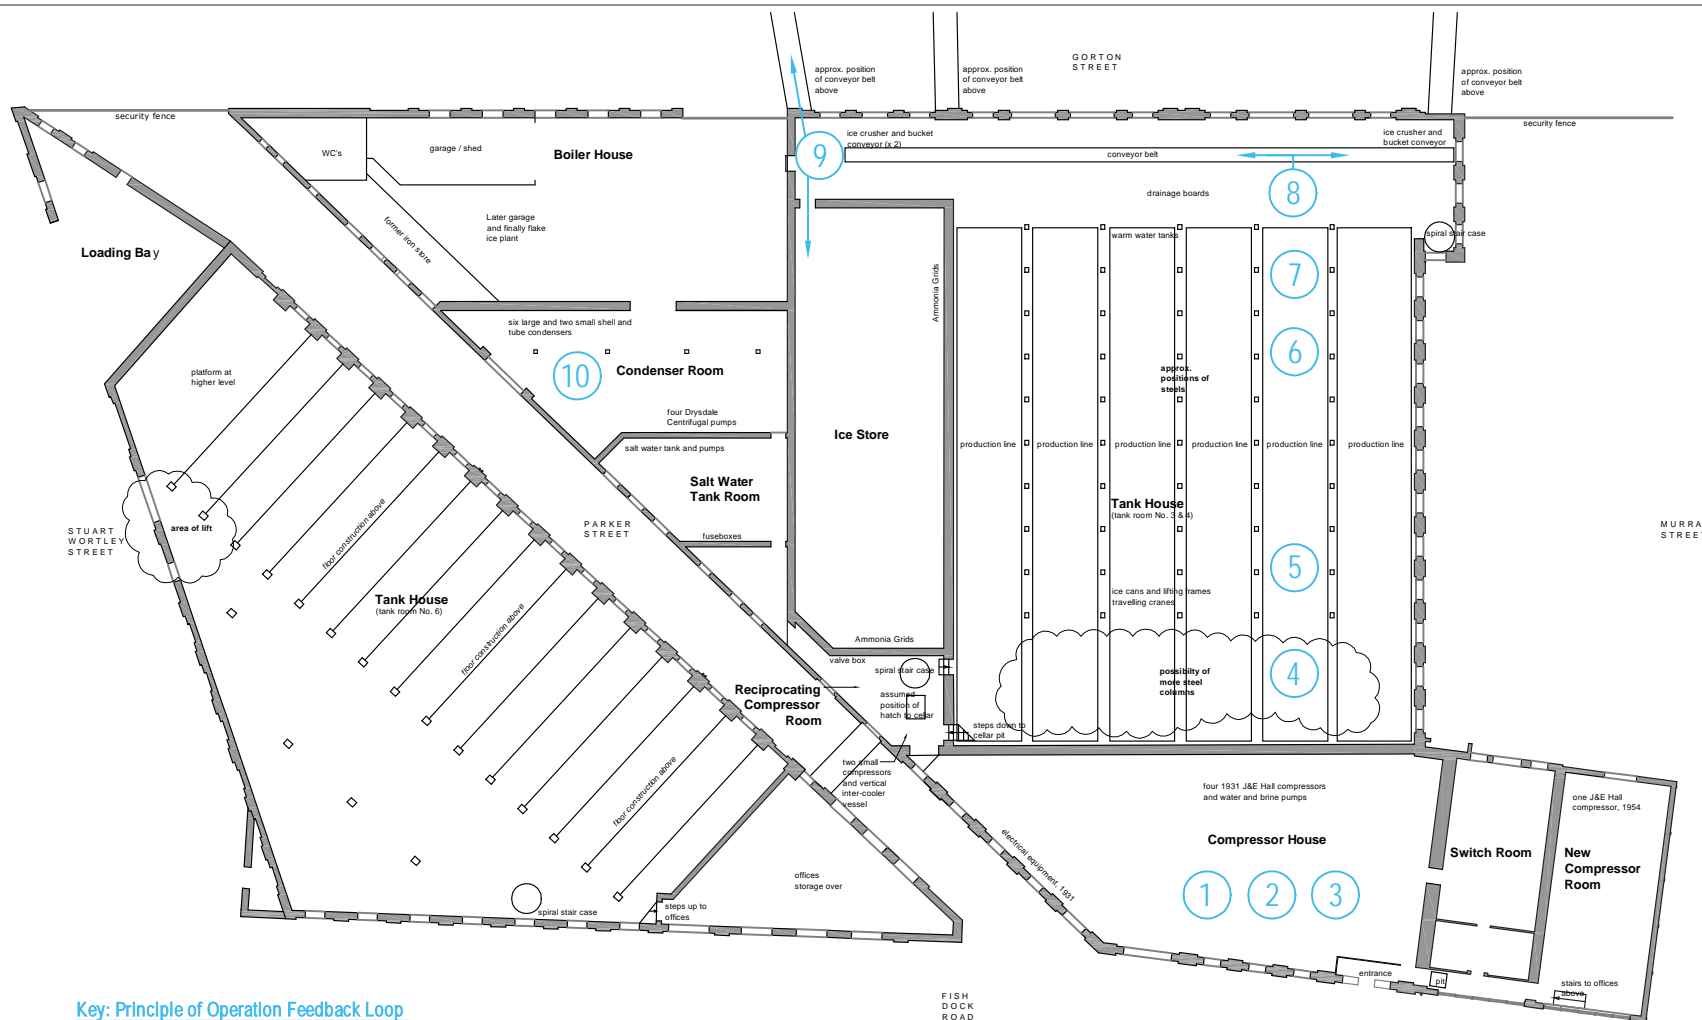 GORTON
STREET
approx. position
of conveyor belt
above
approx. position
of conveyor belt
above
approx. position
of conveyor belt
above
security fence
security fence
WC's
garage / shed
Boiler House
9
ice crusher and bucket
conveyor (x 2)
ice crusher and
bucket conveyor
conveyor belt
8
drainage boards
former iron store
Later garage
and finally flake
ice plant
Loading Bay
warm water tanks
spiral stair case
7
Ammonia Grids
six large and two small shell and
tube condensers
10
Condenser Room
6
platform at
higher level
approx.
positions of
steels
four Drysdale
Centrifugal pumps
Ice Store
salt water tank and pumps
production line
production line
production line
production line
production line
production line
Salt Water
Tank Room
Tank House
(tank room No. 3 & 4)
area of lift
STUART
WORTLEY
STREET
floor construction above
PARKER
STREET
fuseboxes
MURRA
STREET
5
Tank House
(tank room No. 6)
ice cans and lifting frames
travelling cranes
floor construction above
Ammonia Grids
valve box
spiral stair case
possibilty of
more steel
columns
4
Reciprocating
Compressor
Room
assumed
position of
hatch to cellar
steps down to
cellar pit
two small
compressors
and vertical
inter-cooler
vessel
floor construction above
four 1931 J&E Hall compressors
and water and brine pumps
one J&E Hall
compressor, 1954
electrical equipment, 1931
Compressor House
Switch Room
New
Compressor
Room
1
2
3
offices
storage over
spiral stair case
steps up to
offices
entrance
pit
stairs to offices
above
FISH
DOCK
ROAD
Key: Principle of Operation Feedback Loop